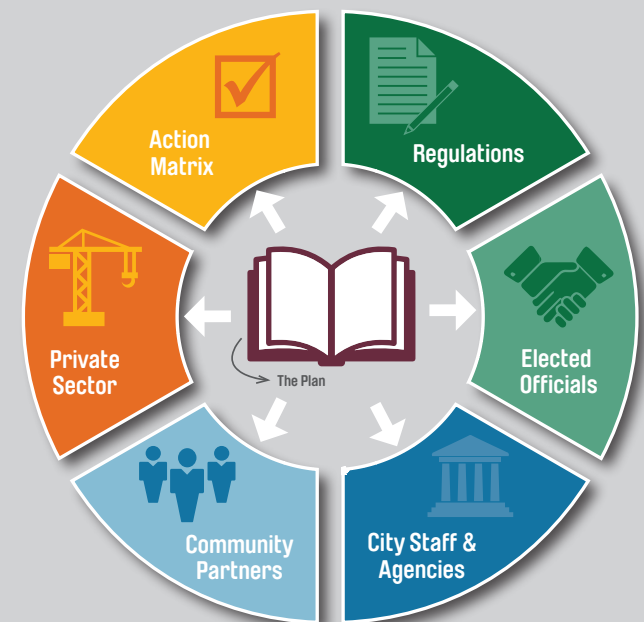 Action
Matrix
Regulations
Private
Sector
Elected
Officials
The Plan
Community
Partners
City Staff &
Agencies